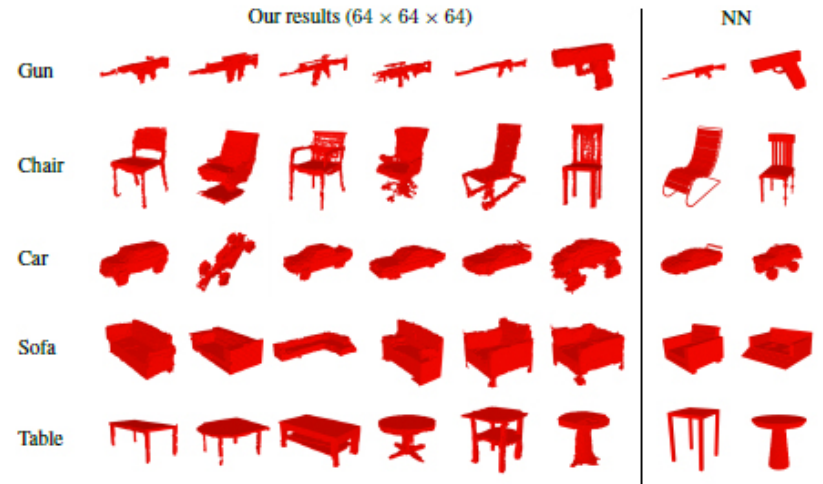 Our results (64 × 64 × 64) NN
Gun
Chair
Car
Sofa
Table